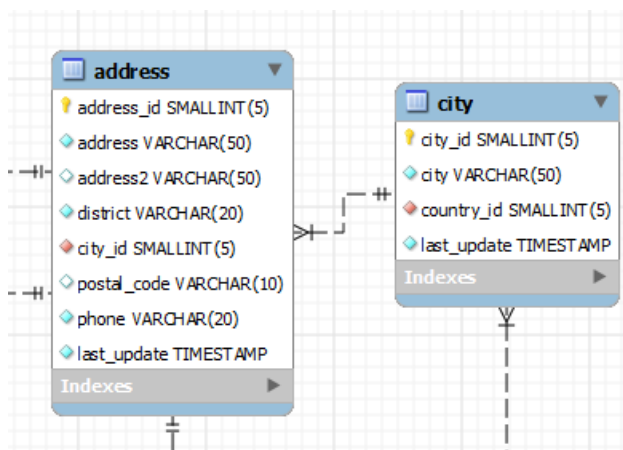 address
address_id SMALLINT(5)
address VARCHAR(50)
address2 VARCHAR(50)
district VARCHAR(20)
city_id SMALLINT(5)
postal_code VARCHAR(10)
phone VARCHAR(20)
last_update TIMESTAMP
Indexes
city
city_id SMALLINT(5)
city VARCHAR(50)
country_id SMALLINT(5)
last_update TIMESTAMP
Indexes